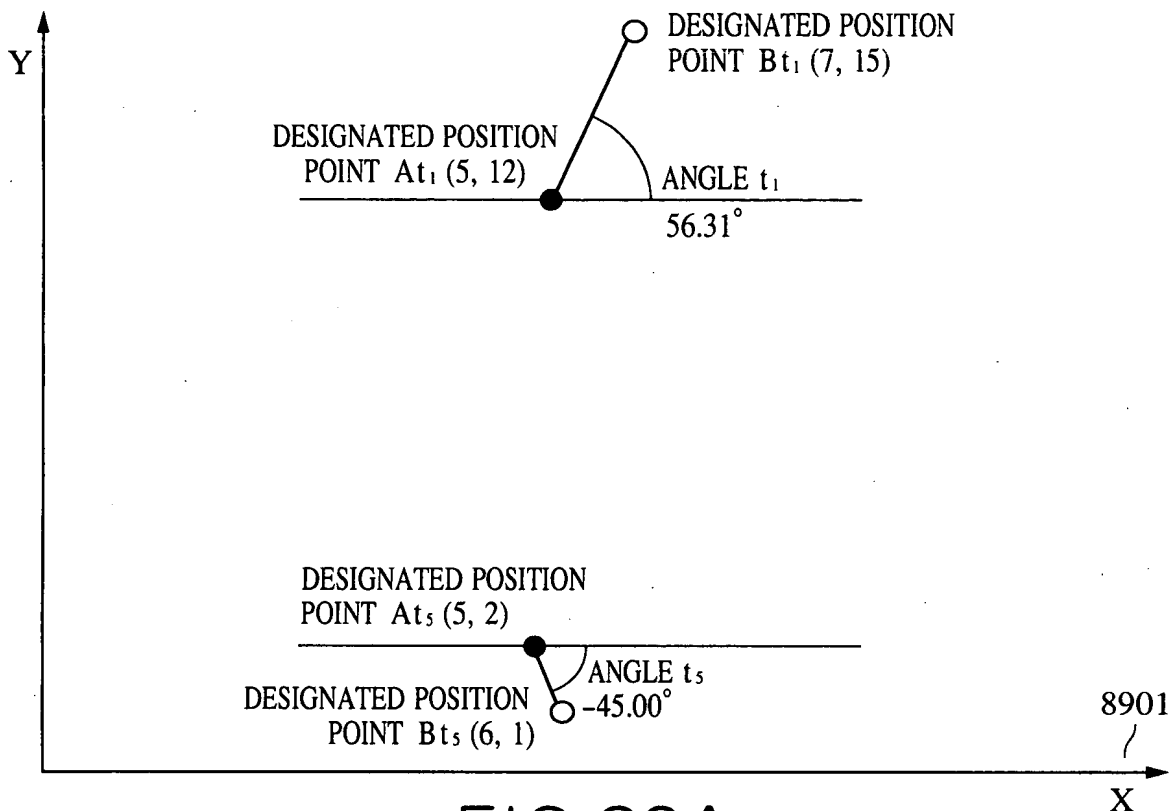 Y
DESIGNATED POSITION
POINT Bt₁ (7, 15)
DESIGNATED POSITION
POINT At₁ (5, 12)
ANGLE t₁
56.31°
DESIGNATED POSITION
POINT At₅ (5, 2)
ANGLE t₅
-45.00°
DESIGNATED POSITION
POINT Bt₅ (6, 1)
8901
X